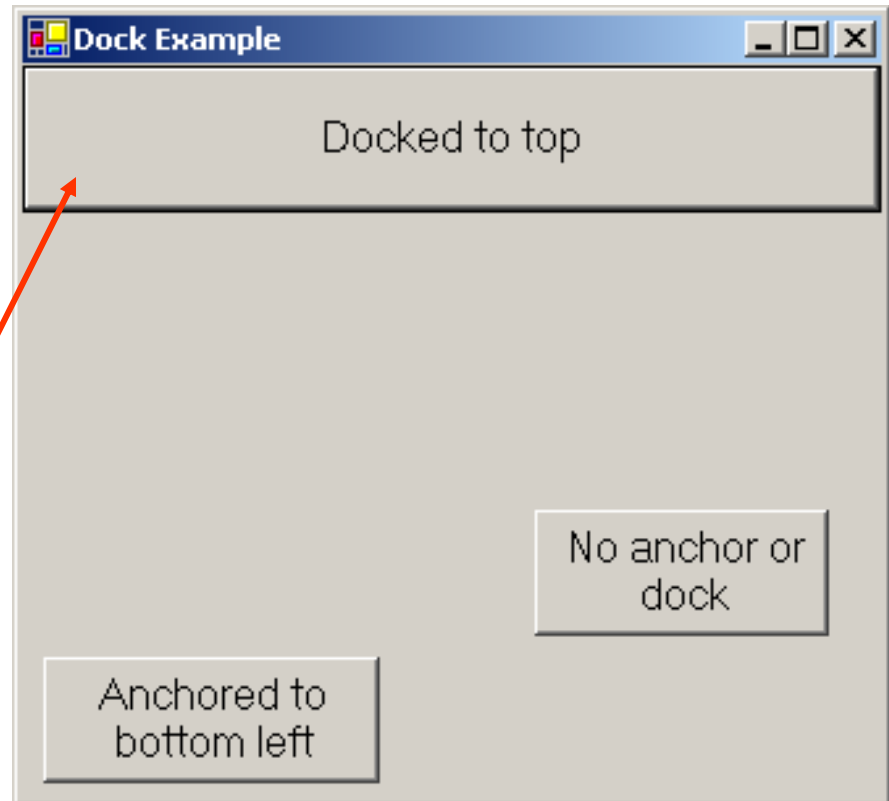 Dock Example
Docked to top
No anchor or
dock
Anchored to
bottom left